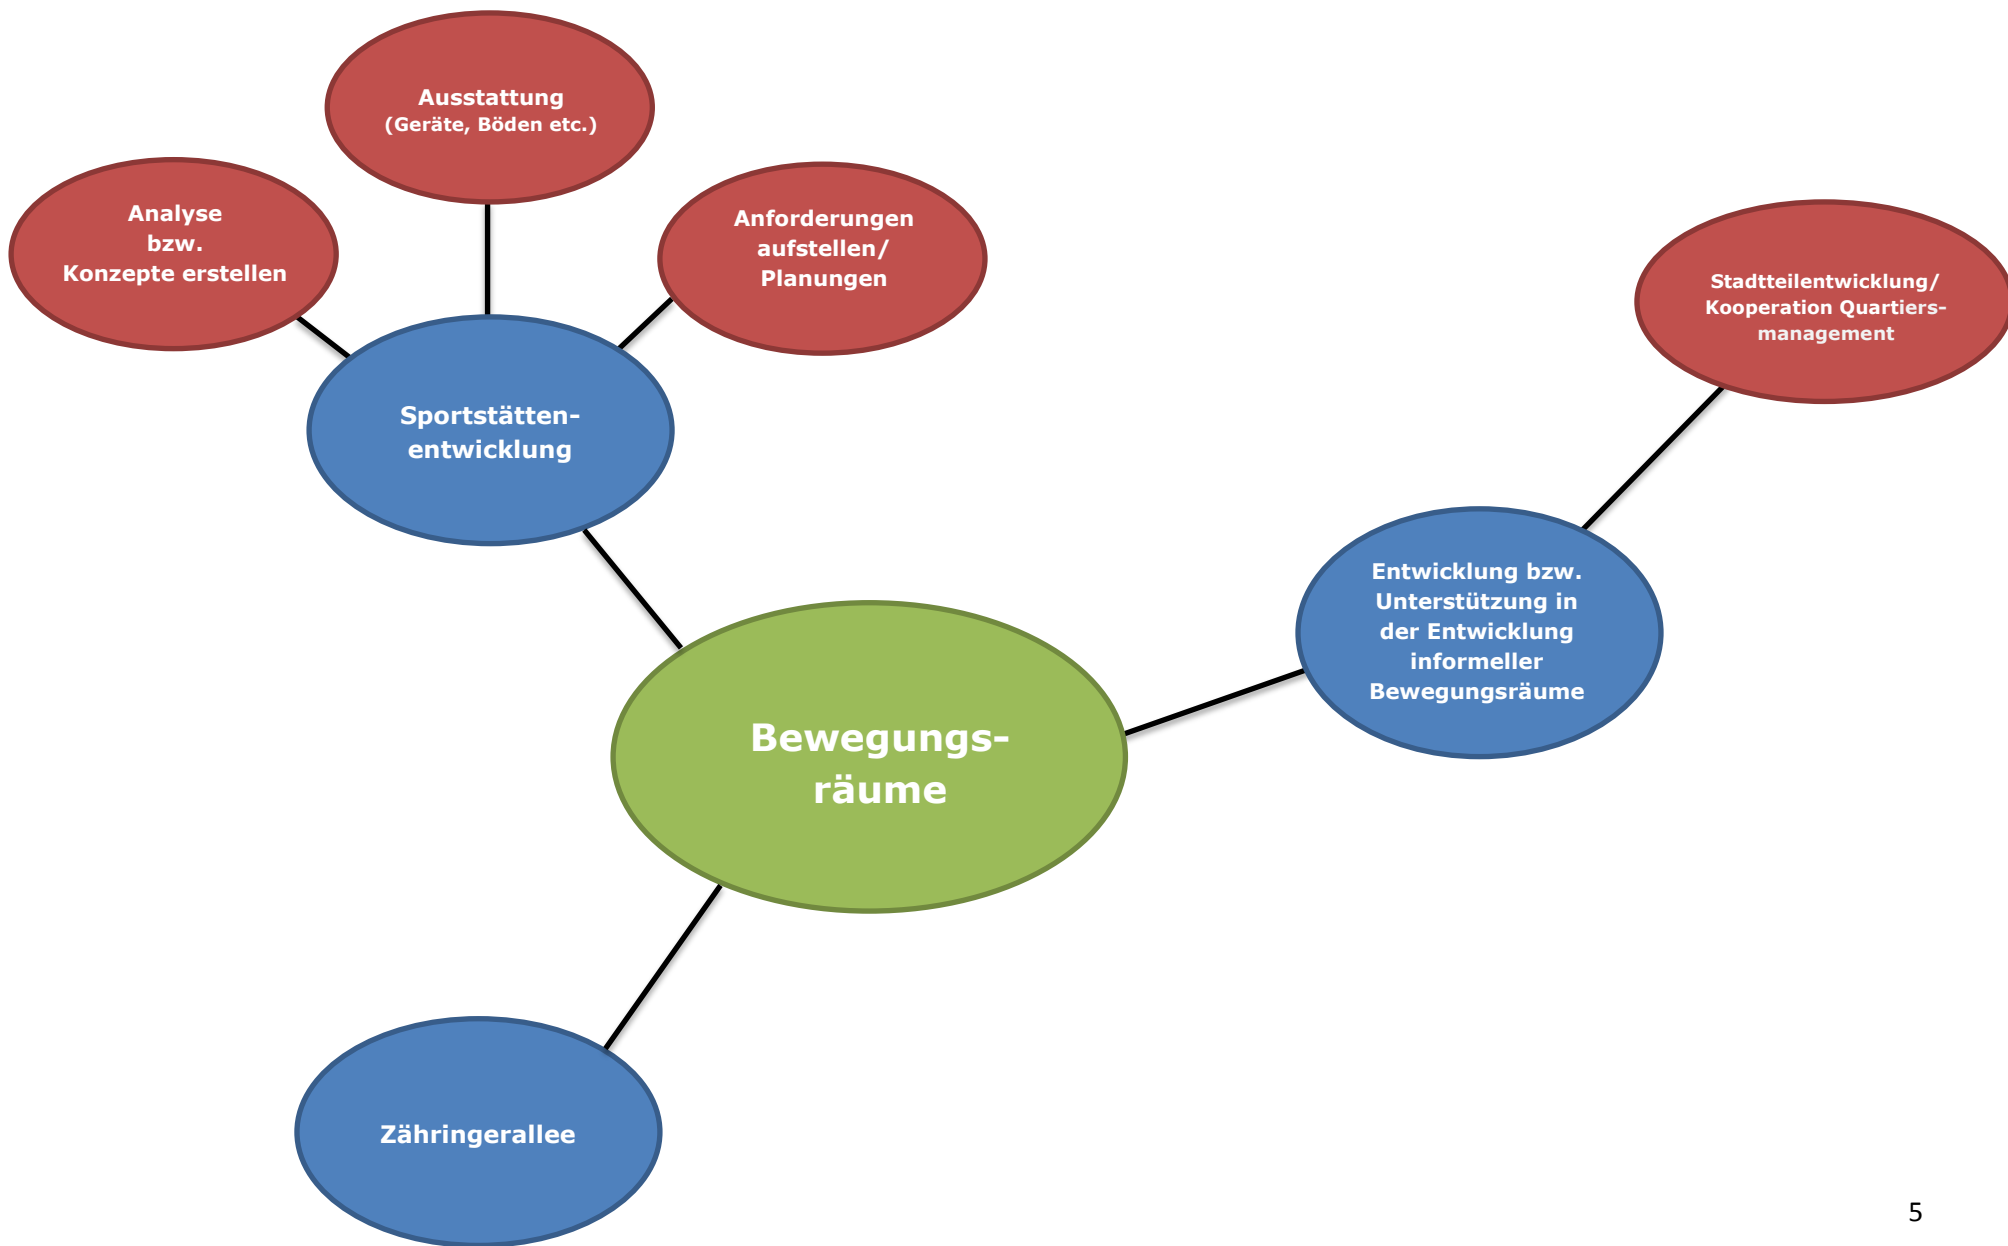 Ausstattung
(Geräte, Böden etc.)
Analyse
bzw.
Konzepte erstellen
Anforderungen
aufstellen/
Planungen
Stadtteilentwicklung/
Kooperation Quartiers-
management
Sportstätten-
entwicklung
Entwicklung bzw.
Unterstützung in
der Entwicklung
informeller
Bewegungsräume
Bewegungs-
räume
Zähringerallee
5